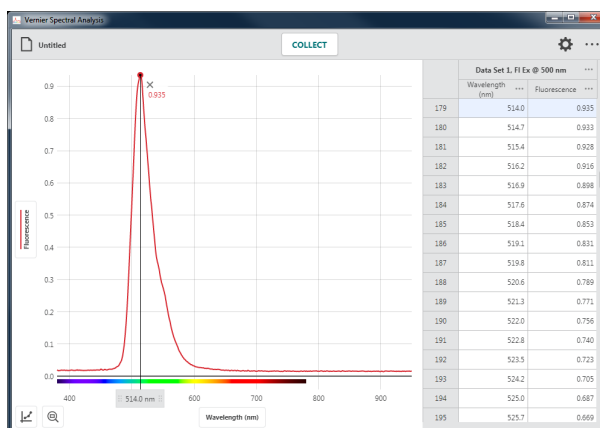 Vernier Spectral Analysis
Untitled
COLLECT
Data Set 1, Fl Ex @ 500 nm
Wavelength (nm) Fluorescence
179 514.0 0.935
180 514.7 0.933
181 515.4 0.928
182 516.2 0.916
183 516.9 0.898
184 517.6 0.874
185 518.4 0.853
186 519.1 0.831
187 519.8 0.811
188 520.6 0.789
189 521.3 0.771
190 522.0 0.756
191 522.8 0.740
192 523.5 0.723
193 524.2 0.705
194 525.0 0.687
195 525.7 0.669
0.935
Fluorescence
0.9
0.8
0.7
0.6
0.5
0.4
0.3
0.2
0.1
0.0
400 514.0 nm 600 700 800 900
Wavelength (nm)